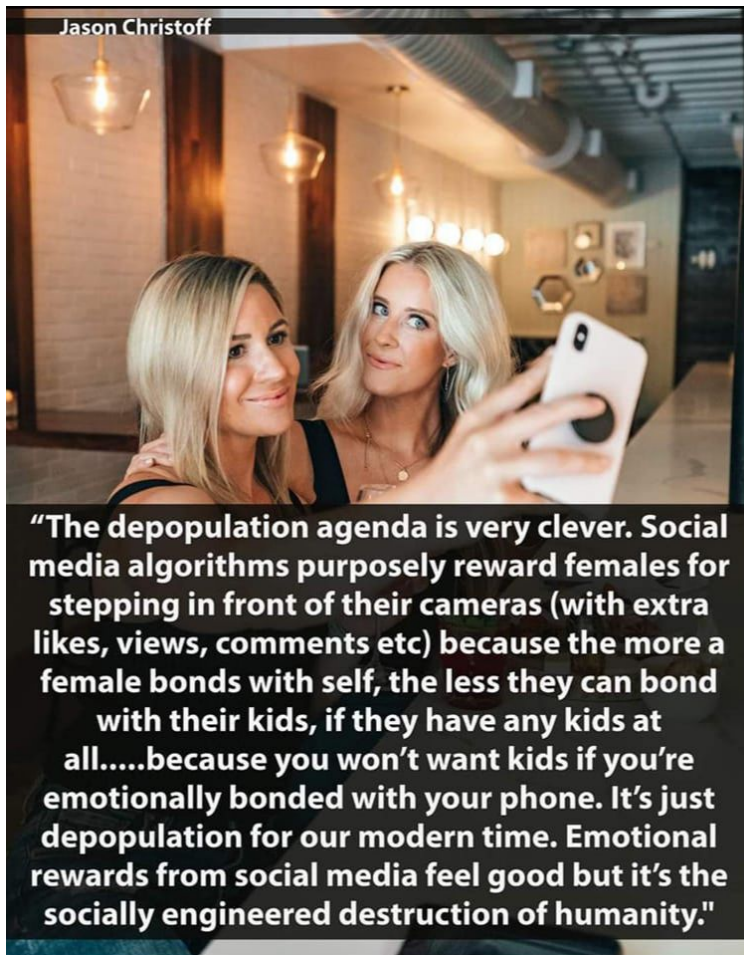 Jason Christoff
“The depopulation agenda is very clever. Social
media algorithms purposely reward females for
stepping in front of their cameras (with extra
likes, views, comments etc) because the more a
female bonds with self, the less they can bond
with their kids, if they have any kids at
all.....because you won’t want kids if you’re
emotionally bonded with your phone. It’s just
depopulation for our modern time. Emotional
rewards from social media feel good but it’s the
socially engineered destruction of humanity."